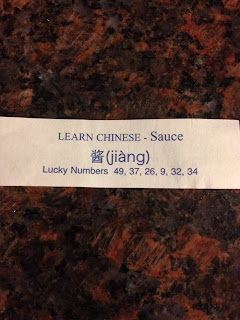 LEARN CHINESE - Sauce
酱(jiàng)
Lucky Numbers 49, 37, 26, 9, 32, 34